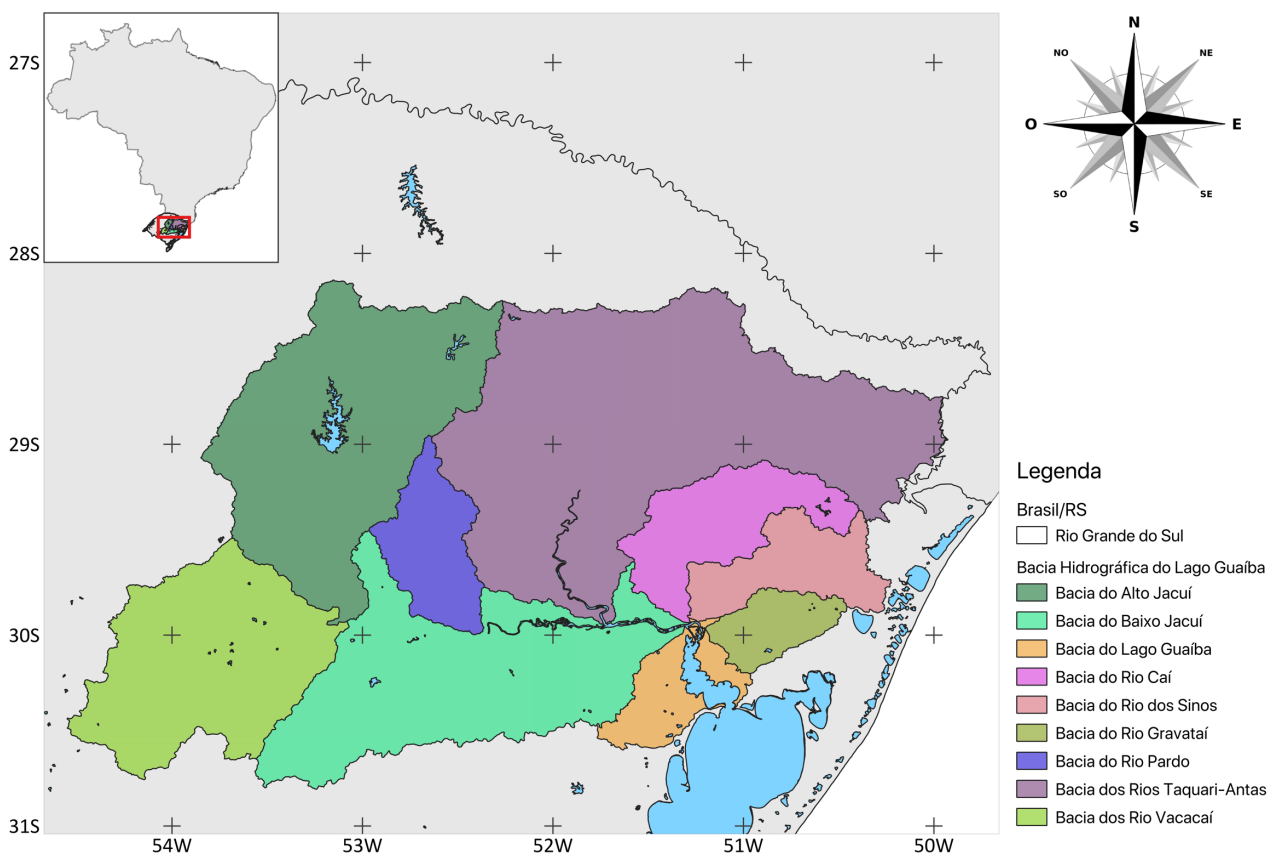 N
NO
NE
O
E
SO
SE
S
27S
28S
29S
30S
31S
54W
53W
52W
51W
50W
Legenda
Brasil/RS
Rio Grande do Sul
Bacia Hidrográfica do Lago Guaíba
Bacia do Alto Jacuí
Bacia do Baixo Jacuí
Bacia do Lago Guaíba
Bacia do Rio Caí
Bacia do Rio dos Sinos
Bacia do Rio Gravataí
Bacia do Rio Pardo
Bacia dos Rios Taquari-Antas
Bacia dos Rio Vacacaí